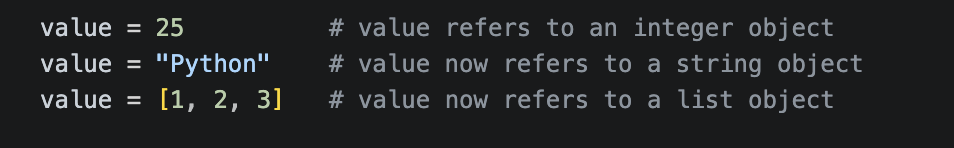 value = 25          # value refers to an integer object
value = "Python"    # value now refers to a string object
value = [1, 2, 3]   # value now refers to a list object